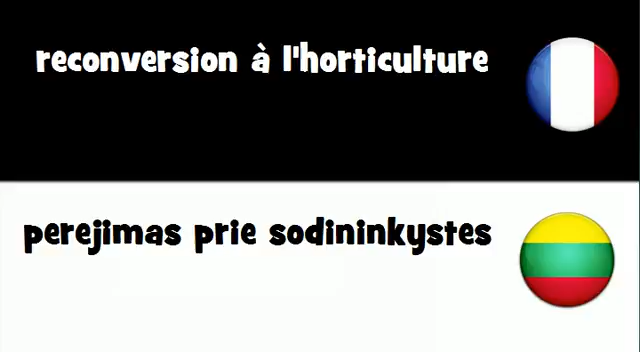 reconversion à l'horticulture
perejimas prie sodininkystes